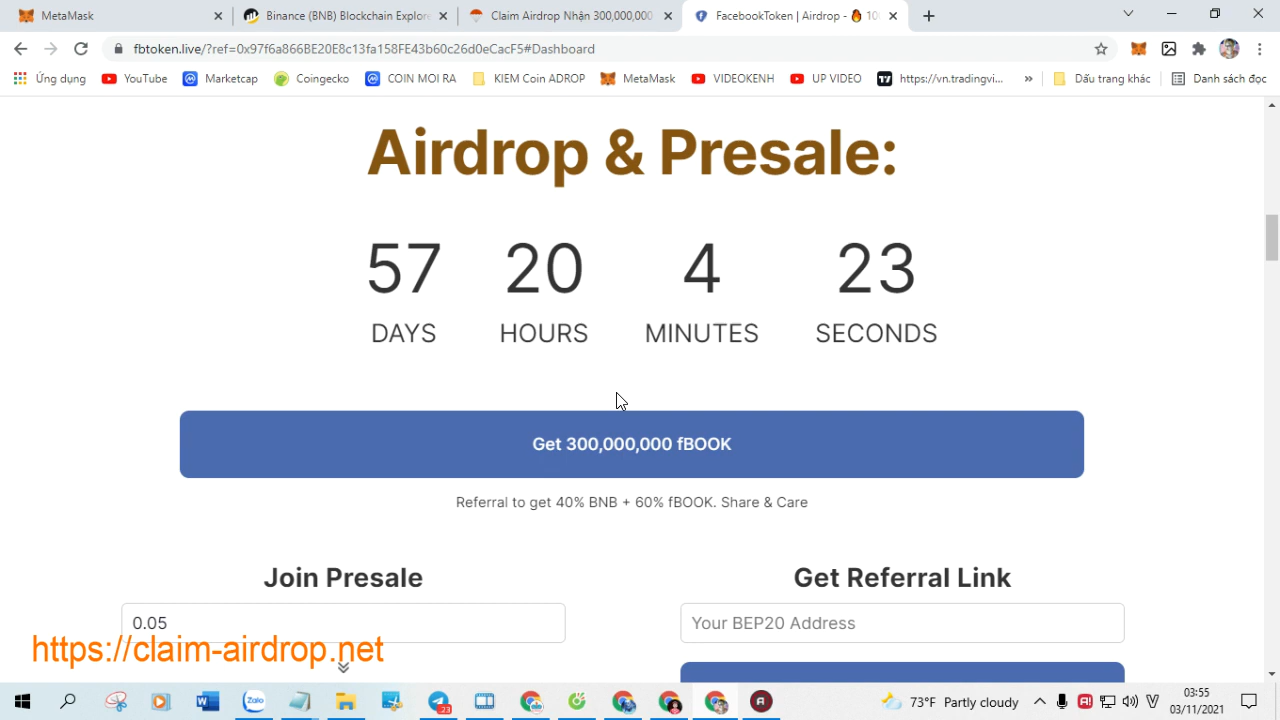 MetaMask
Binance (BNB) Blockchain Explore
Claim Airdrop Nhận 300,000,000
FacebookToken | Airdrop - 🔥 10
fbtoken.live/?ref=0x97f6a866BE20E8c13fa158FE43b60c26d0eCacF5#Dashboard
Ứng dụng
YouTube
Marketcap
Coingecko
COIN MOI RA
KIEM Coin ADROP
MetaMask
VIDEOKENH
UP VIDEO
https://vn.tradingvi...
»
Dấu trang khác
Danh sách đọc
Airdrop & Presale:
57 20 4 23
DAYS HOURS MINUTES SECONDS
Get 300,000,000 fBOOK
Referral to get 40% BNB + 60% fBOOK. Share & Care
Join Presale
Get Referral Link
0.05
Your BEP20 Address
https://claim-airdrop.net
Zalo
23
73°F Partly cloudy
03:55
03/11/2021